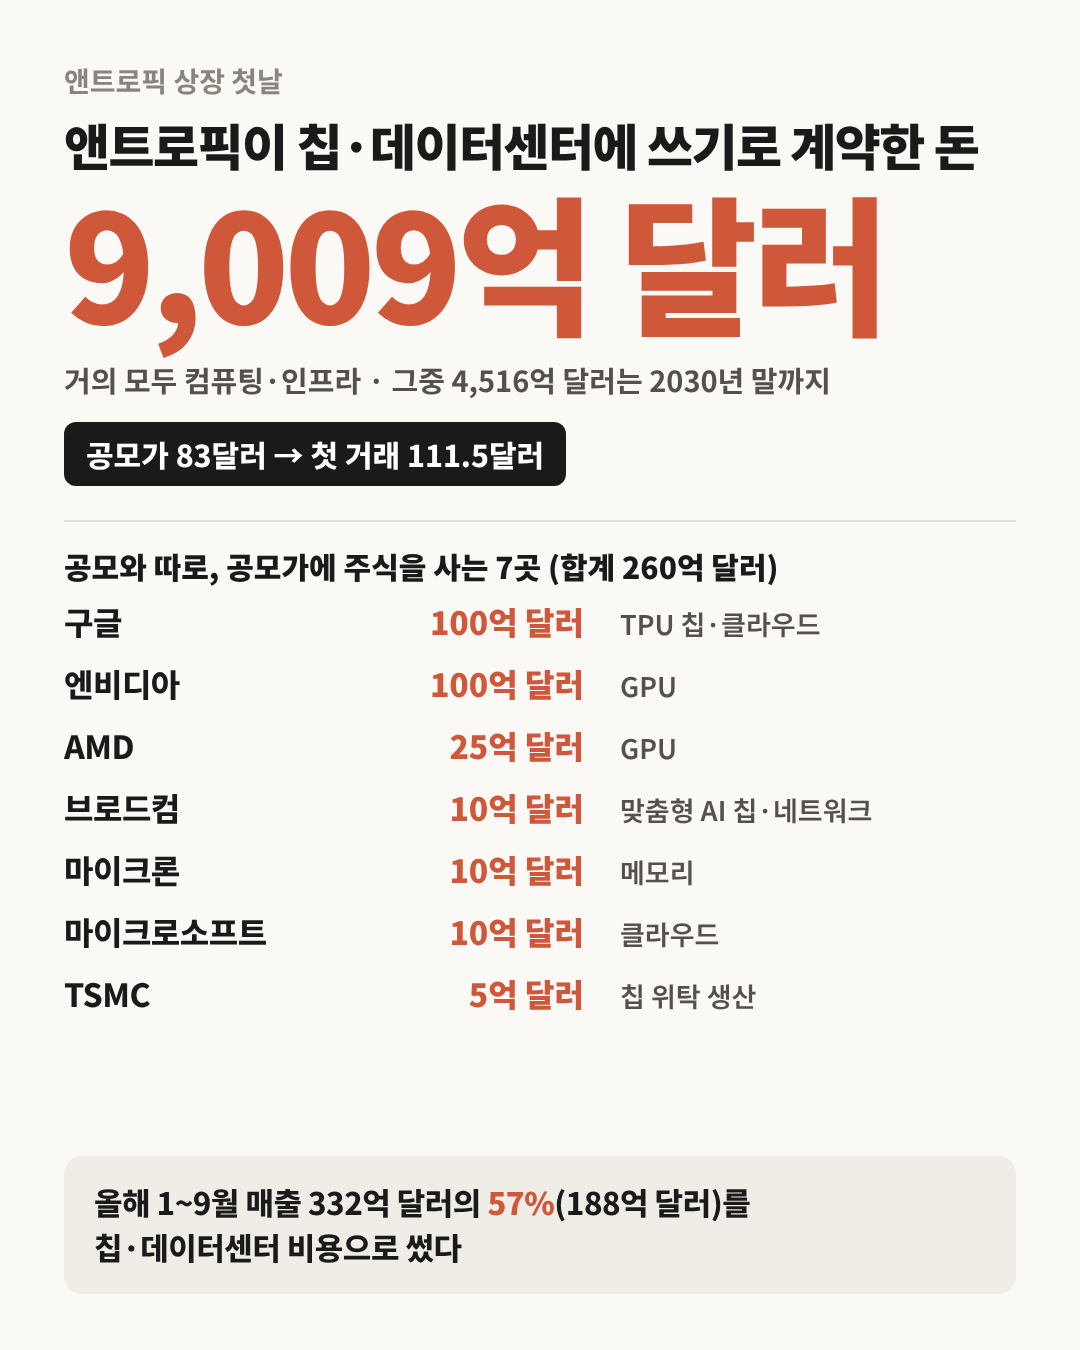 앤트로픽 상장 첫날
앤트로픽이 칩·데이터센터에 쓰기로 계약한 돈
9,009억 달러
거의 모두 컴퓨팅·인프라 · 그중 4,516억 달러는 2030년 말까지
공모가 83달러 → 첫 거래 111.5달러
공모와 따로, 공모가에 주식을 사는 7곳 (합계 260억 달러)
구글 100억 달러 TPU 칩·클라우드
엔비디아 100억 달러 GPU
AMD 25억 달러 GPU
브로드컴 10억 달러 맞춤형 AI 칩·네트워크
마이크론 10억 달러 메모리
마이크로소프트 10억 달러 클라우드
TSMC 5억 달러 칩 위탁 생산
올해 1~9월 매출 332억 달러의 57%(188억 달러)를
칩·데이터센터 비용으로 썼다